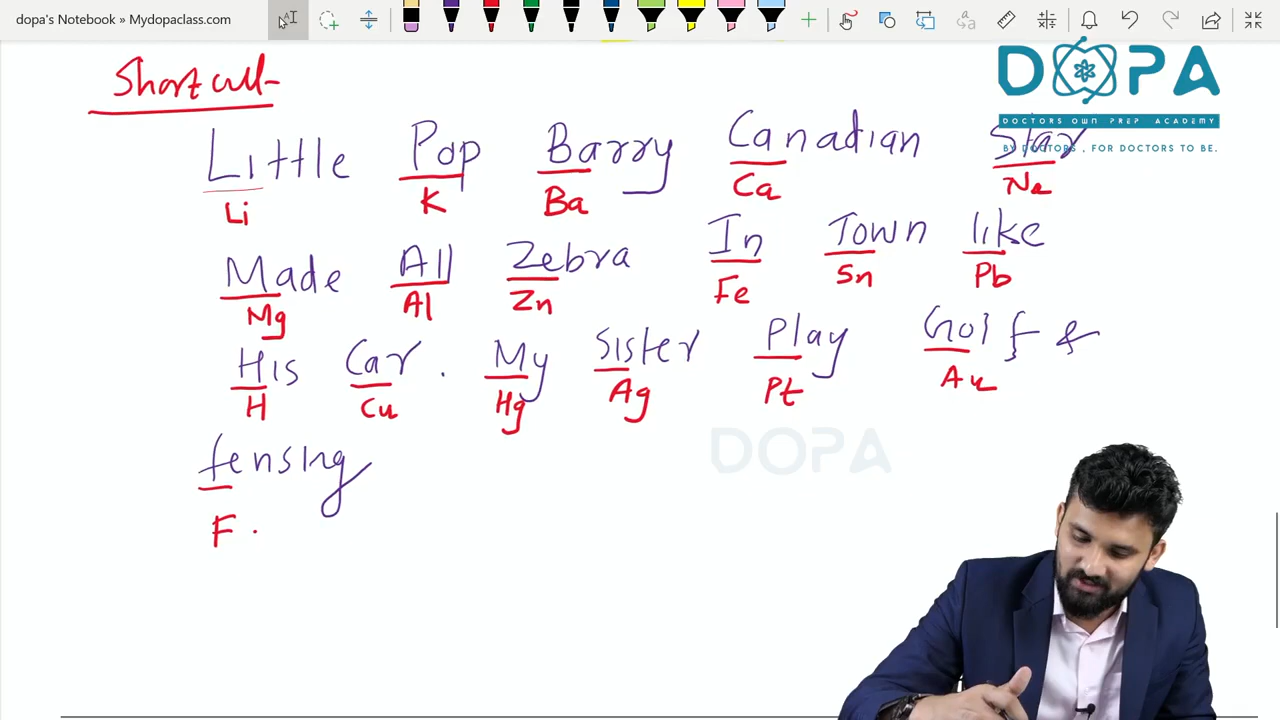 dopa's Notebook » Mydopaclass.com
Shortcut
DOPA
DOCTORS OWN PREP ACADEMY
BY DOCTORS, FOR DOCTORS TO BE.
Little Pop Barry Canadian Star
Li K Ba Ca Na
Made All Zebra In Town like
Mg Al Zn Fe Sn Pb
His Car. My Sister Play Golf &
H Cu Hg Ag Pt Au
fensing
F.
DOPA